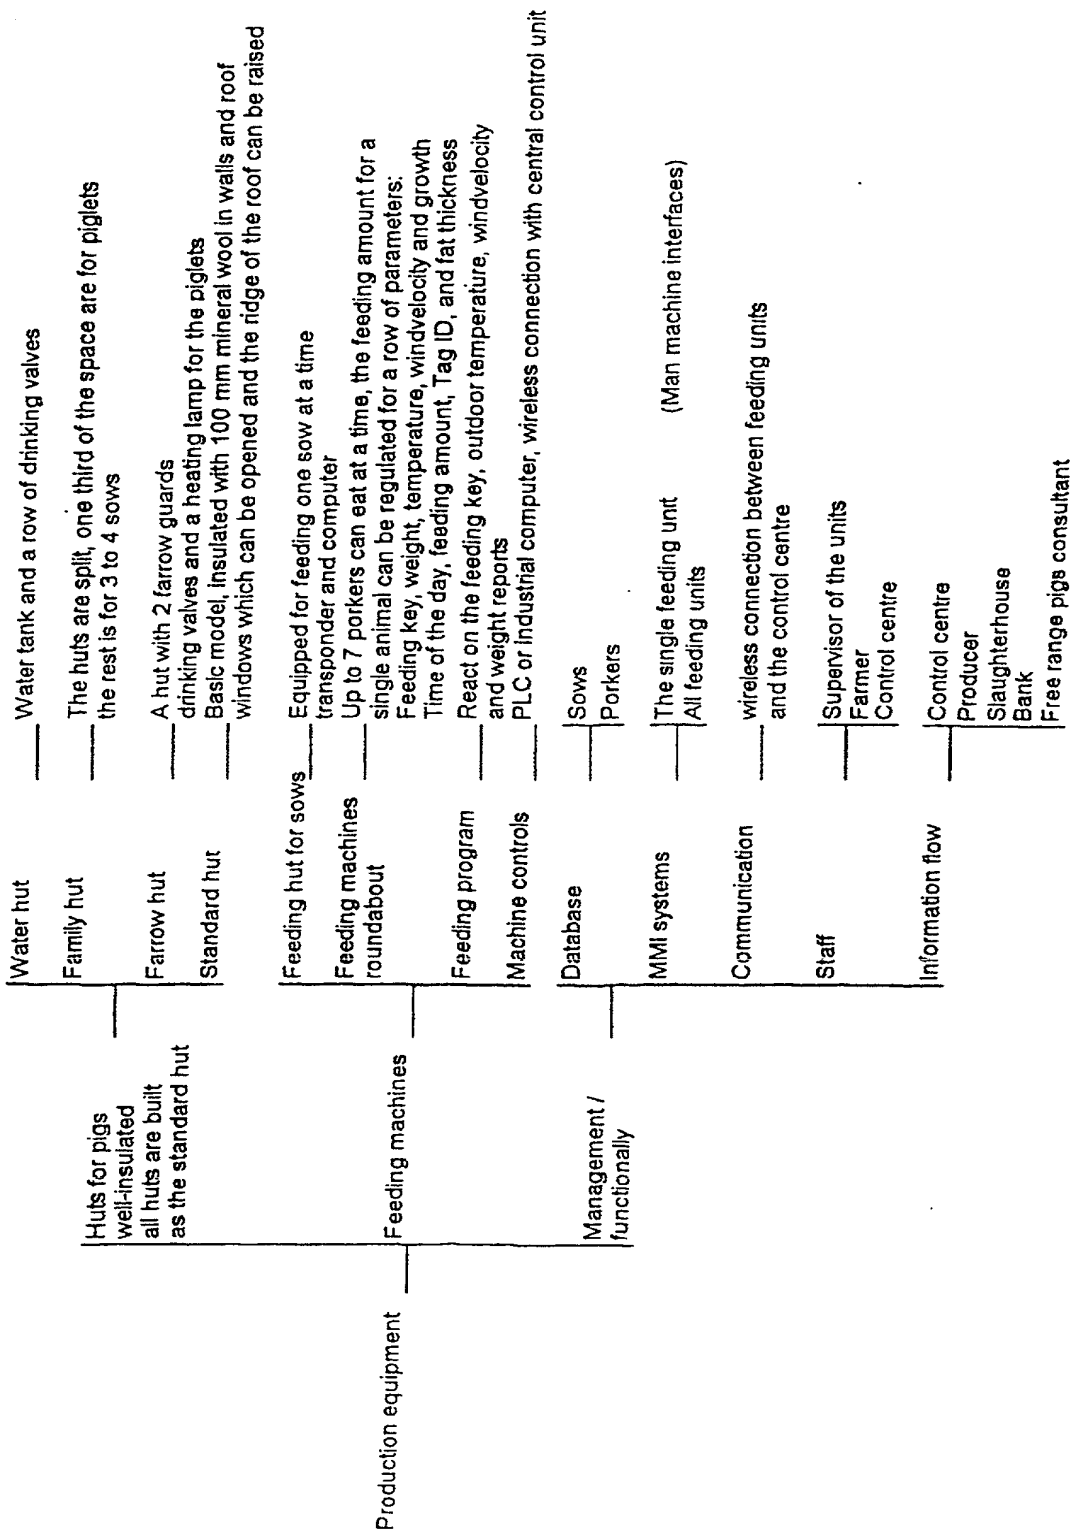 Production equipment
Huts for pigs
well-insulated
all huts are built
as the standard hut
Water hut
Water tank and a row of drinking valves
Family hut
The huts are split, one third of the space are for piglets
the rest is for 3 to 4 sows
Farrow hut
A hut with 2 farrow guards
drinking valves and a heating lamp for the piglets
Standard hut
Basic model, insulated with 100 mm mineral wool in walls and roof
windows which can be opened and the ridge of the roof can be raised
Feeding machines
Feeding hut for sows
Equipped for feeding one sow at a time
transponder and computer
Feeding machines
roundabout
Up to 7 porkers can eat at a time, the feeding amount for a
single animal can be regulated for a row of parameters:
Feeding key, weight, temperature, windvelocity and growth
Time of the day, feeding amount, Tag ID, and fat thickness
Feeding program
React on the feeding key, outdoor temperature, windvelocity
and weight reports
Machine controls
PLC or Industrial computer, wireless connection with central control unit
Management /
functionally
Database
Sows
Porkers
MMI systems
The single feeding unit (Man machine interfaces)
All feeding units
Communication
wireless connection between feeding units
and the control centre
Staff
Supervisor of the units
Farmer
Control centre
Information flow
Control centre
Producer
Slaughterhouse
Bank
Free range pigs consultant